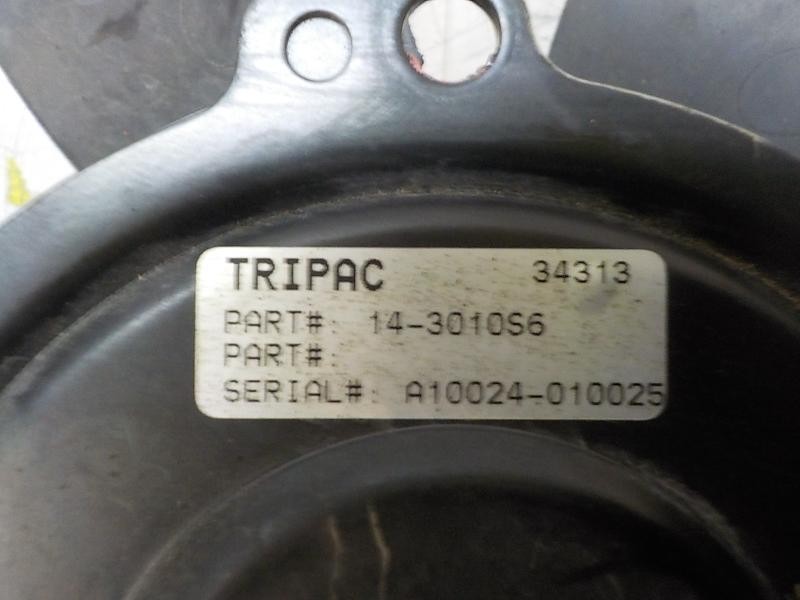 TRIPAC 34313
PART#: 14-3010S6
PART#:
SERIAL#: A10024-010025